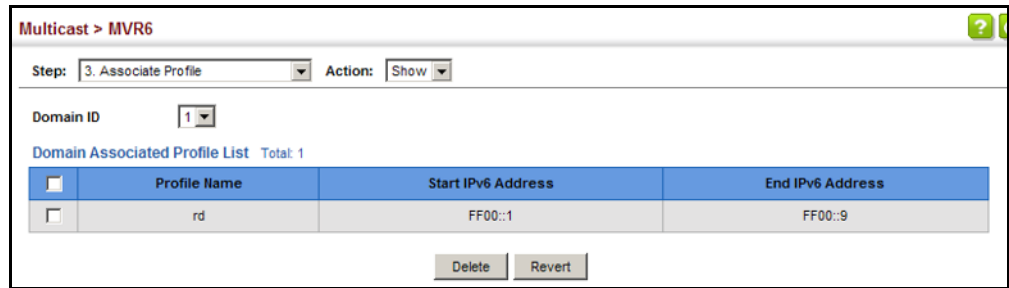 Multicast > MVR6
?
Step: 3. Associate Profile Action: Show
Domain ID 1
Domain Associated Profile List Total: 1
Profile Name Start IPv6 Address End IPv6 Address
rd FF00::1 FF00::9
Delete Revert